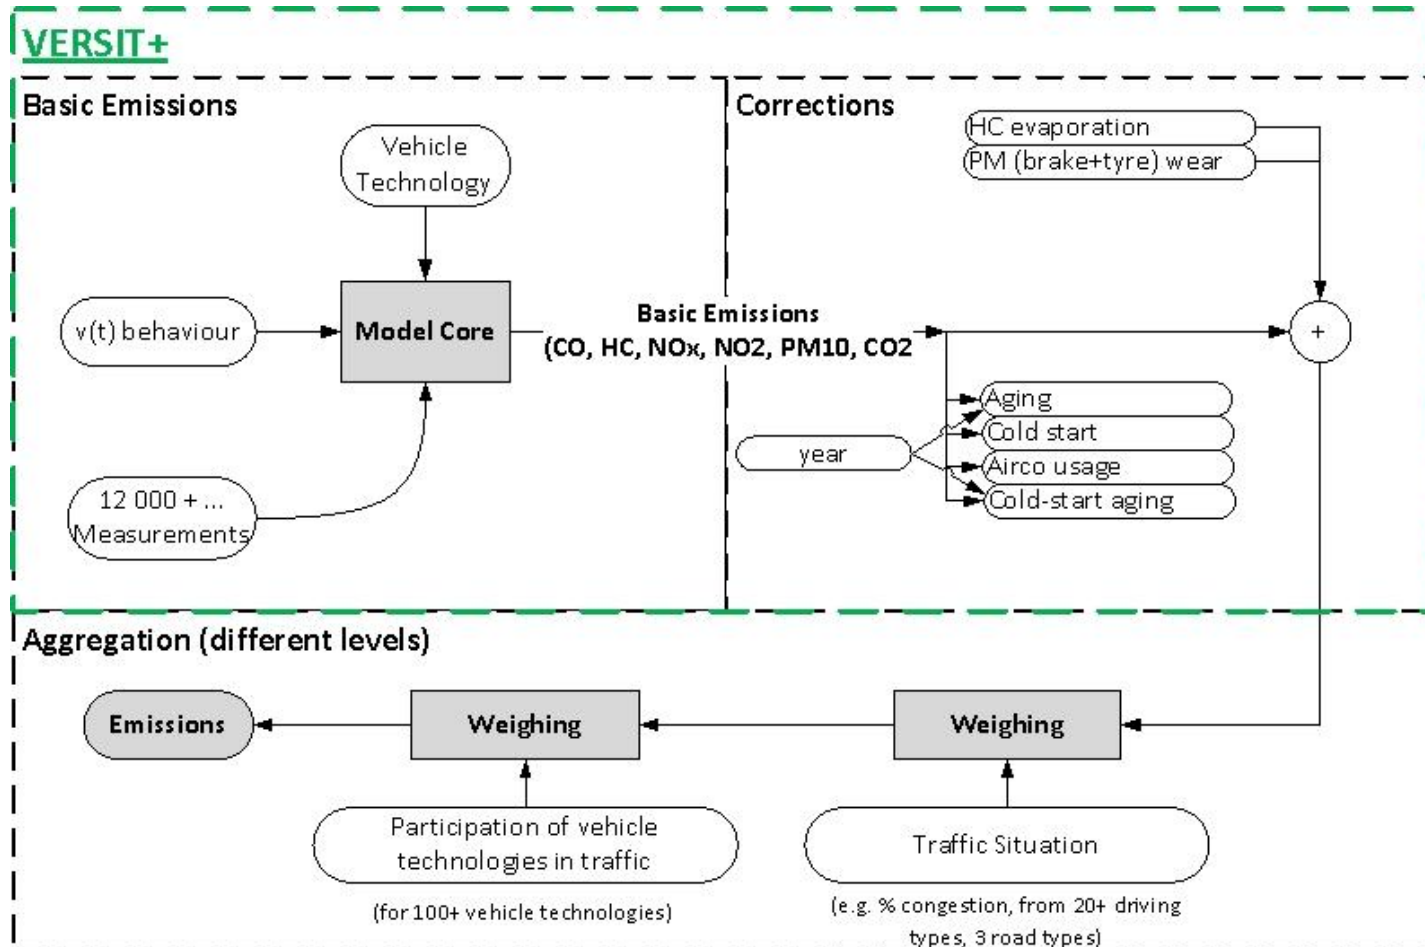 VERSIT+
Basic Emissions
Corrections
Vehicle
Technology
HC evaporation
PM (brake+tyre) wear
v(t) behaviour
Model Core
Basic Emissions
(CO, HC, NOx, NO2, PM10, CO2
+
Aging
Cold start
Airco usage
Cold-start aging
year
12 000 + ...
Measurements
Aggregation (different levels)
Emissions
Weighing
Weighing
Participation of vehicle
technologies in traffic
(for 100+ vehicle technologies)
Traffic Situation
(e.g. % congestion, from 20+ driving
types, 3 road types)